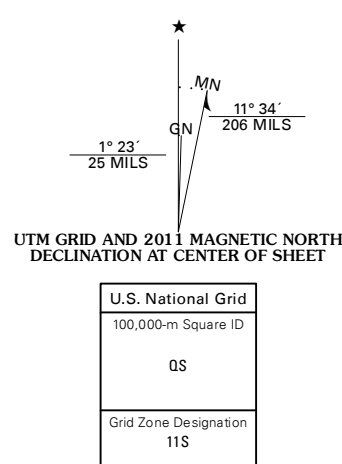 ★
MN
11° 34´
206 MILS
GN
1° 23´
25 MILS
UTM GRID AND 2011 MAGNETIC NORTH
DECLINATION AT CENTER OF SHEET
U.S. National Grid
100,000-m Square ID
QS
Grid Zone Designation
11S